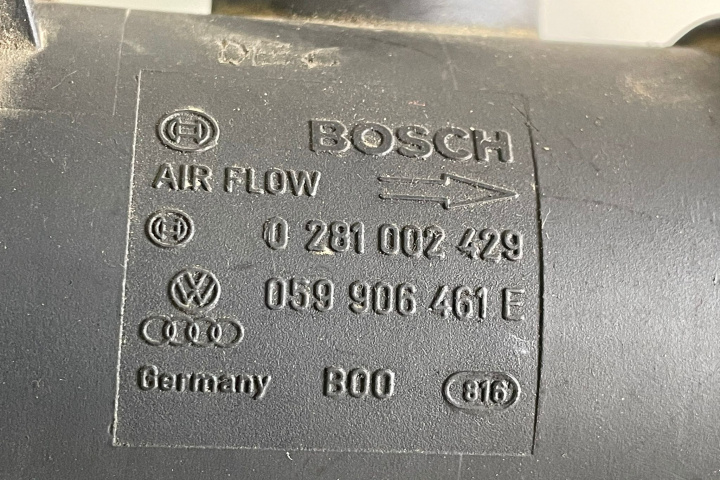 BOSCH
AIR FLOW
0 281 002 429
059 906 461 E
Germany B00 816